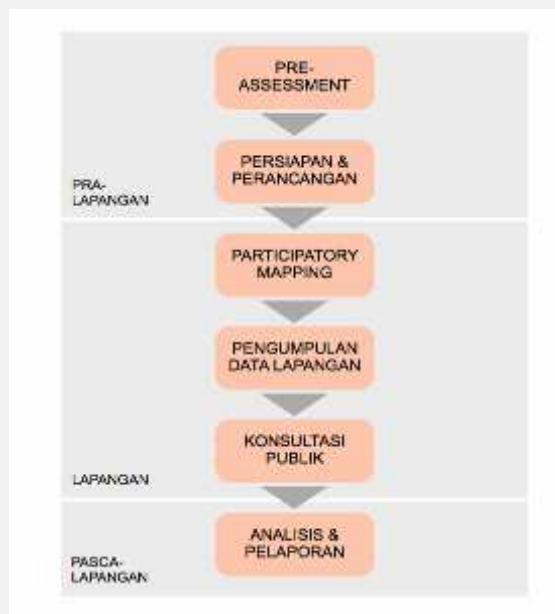 PRE-
ASSESSMENT
PERSIAPAN &
PERANCANGAN
PRA-
LAPANGAN
PARTICIPATORY
MAPPING
PENGUMPULAN
DATA LAPANGAN
KONSULTASI
PUBLIK
LAPANGAN
ANALISIS &
PELAPORAN
PASCA-
LAPANGAN